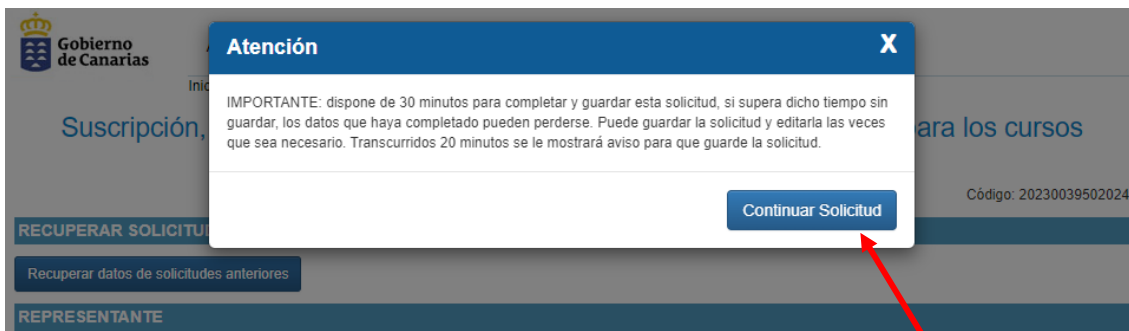 Gobierno
de Canarias
Atención
X
Inic
IMPORTANTE: dispone de 30 minutos para completar y guardar esta solicitud, si supera dicho tiempo sin
guardar, los datos que haya completado pueden perderse. Puede guardar la solicitud y editarla las veces
que sea necesario. Transcurridos 20 minutos se le mostrará aviso para que guarde la solicitud.
Suscripción, ara los cursos
Continuar Solicitud
Código: 20230039502024
RECUPERAR SOLICITU
Recuperar datos de solicitudes anteriores
REPRESENTANTE